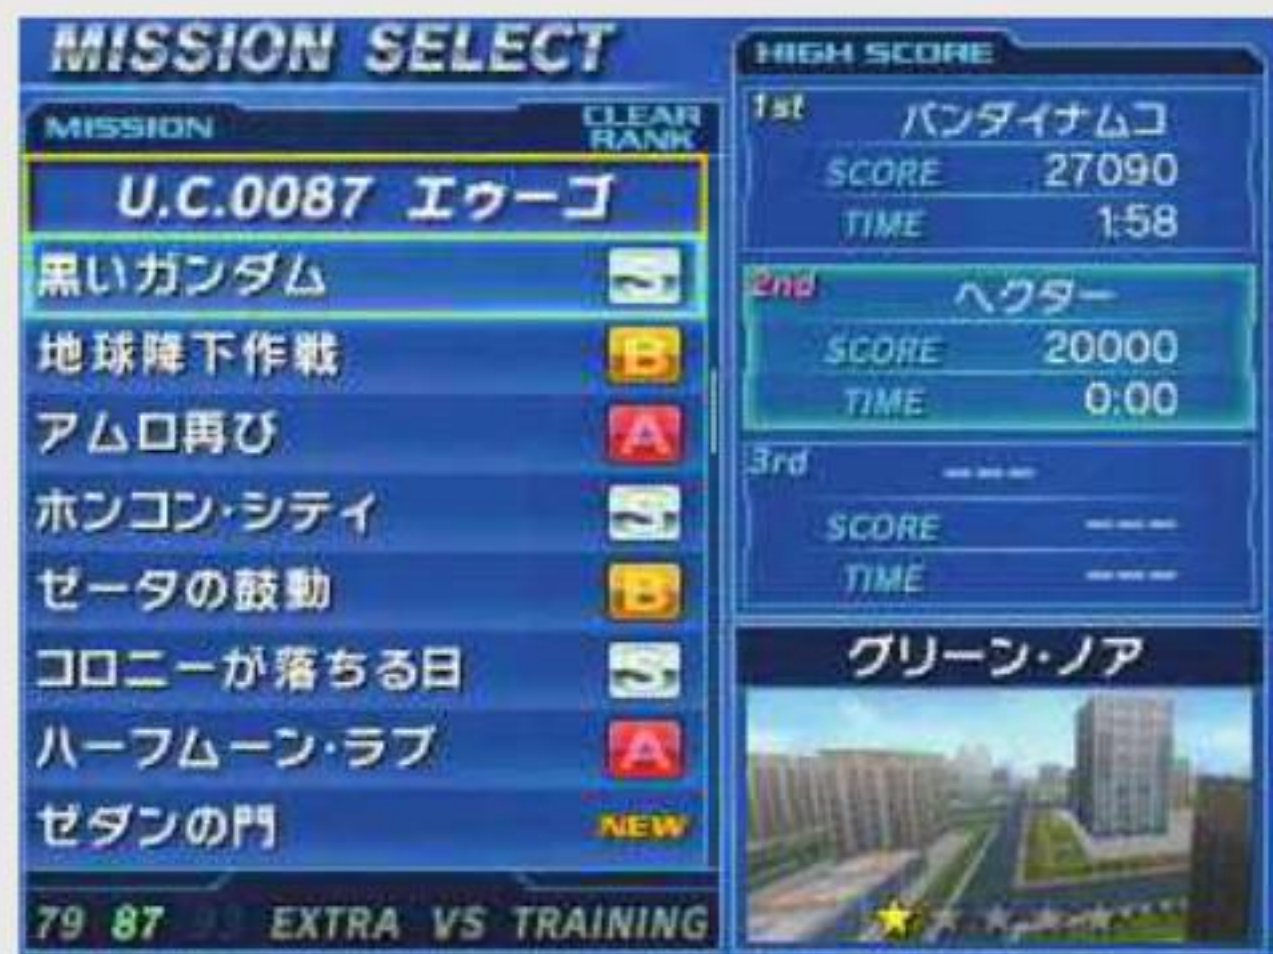 MISSION SELECT
MISSION CLEAR RANK
U.C.0087 エゥーゴ
黒いガンダム S
地球降下作戦 B
アムロ再び A
ホンコン・シティ S
ゼータの鼓動 B
コロニーが落ちる日 S
ハーフムーン・ラブ A
ゼダンの門 NEW
79 87 93 EXTRA VS TRAINING
HIGH SCORE
1st バンダイナムコ
SCORE 27090
TIME 1:58
2nd ヘクター
SCORE 20000
TIME 0:00
3rd ---
SCORE ---
TIME ---
グリーン・ノア